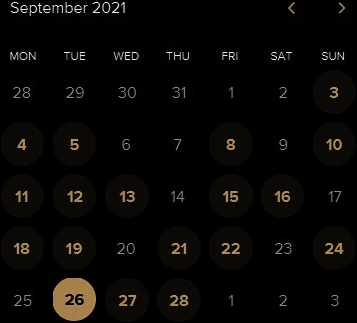 September 2021 < >
MON TUE WED THU FRI SAT SUN
28 29 30 31 1 2 3
4 5 6 7 8 9 10
11 12 13 14 15 16 17
18 19 20 21 22 23 24
25 26 27 28 1 2 3